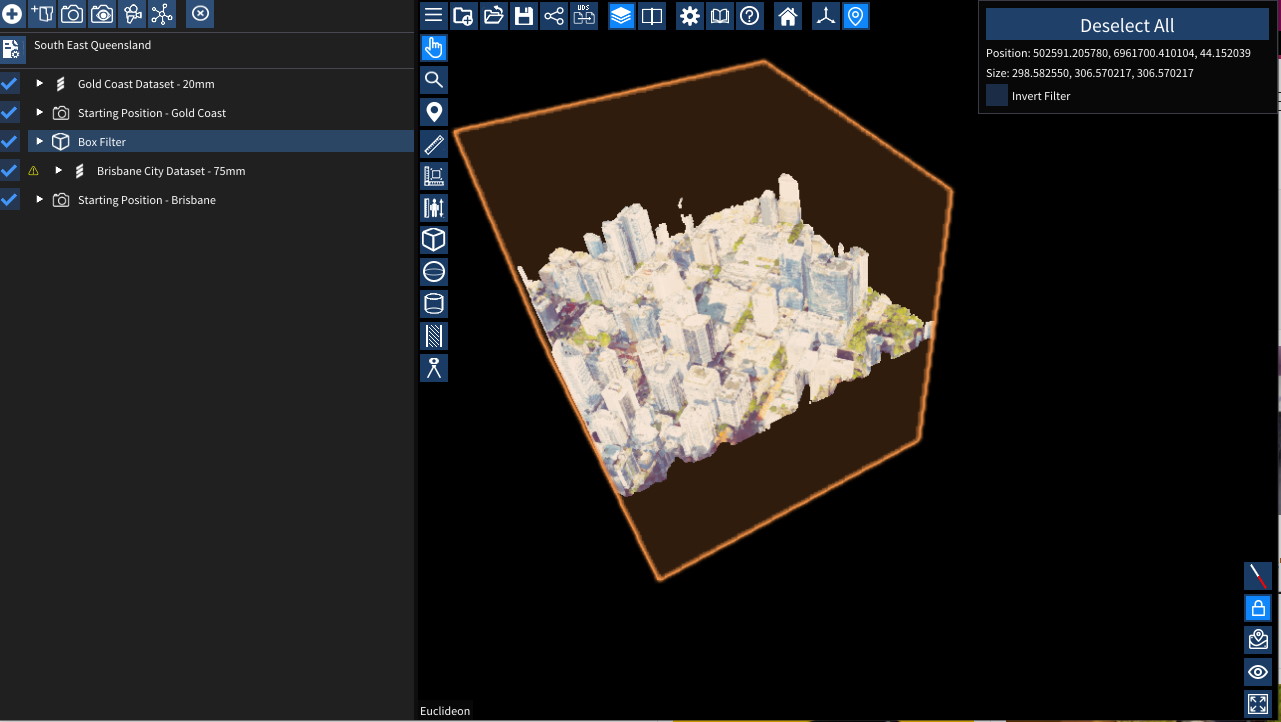 South East Queensland
Gold Coast Dataset - 20mm
Starting Position - Gold Coast
Box Filter
Brisbane City Dataset - 75mm
Starting Position - Brisbane
UDS
Deselect All
Position: 502591.205780, 6961700.410104, 44.152039
Size: 298.582550, 306.570217, 306.570217
Invert Filter
Euclideon